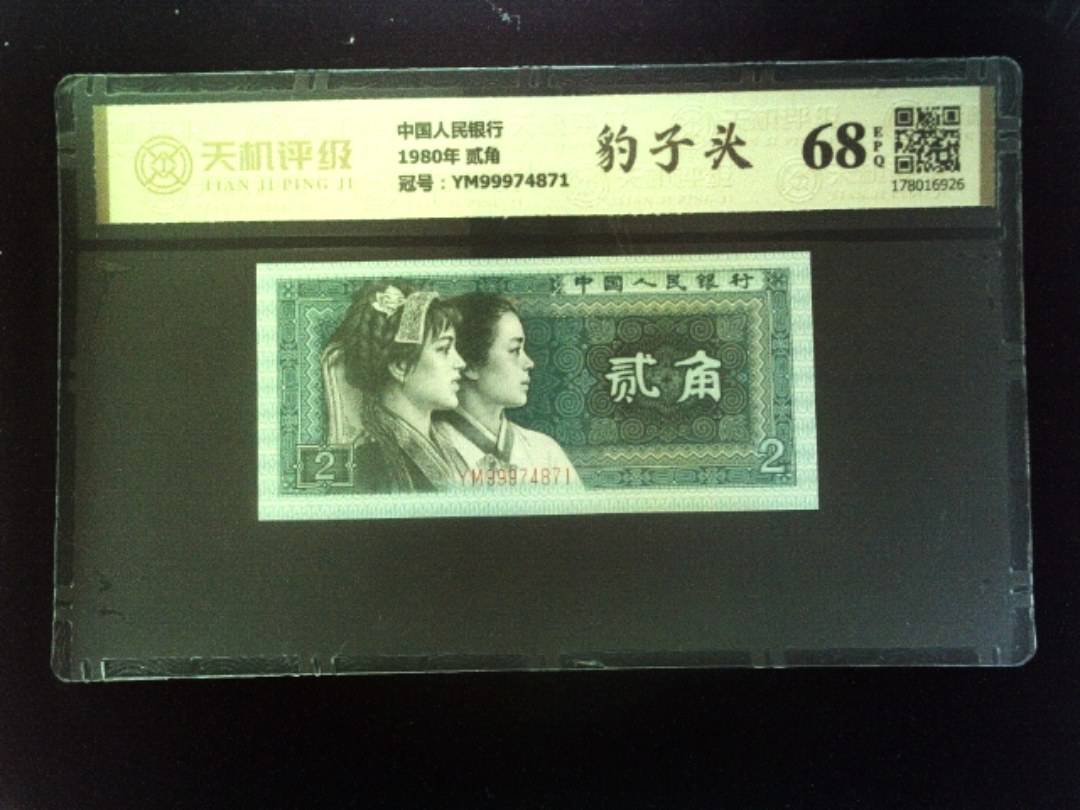 天机评级
TIAN JI PING JI
中国人民银行
1980年 贰角
冠号：YM99974871
豹子头
68
EPQ
178016926
中国人民银行
贰角
2
2
YM99974871